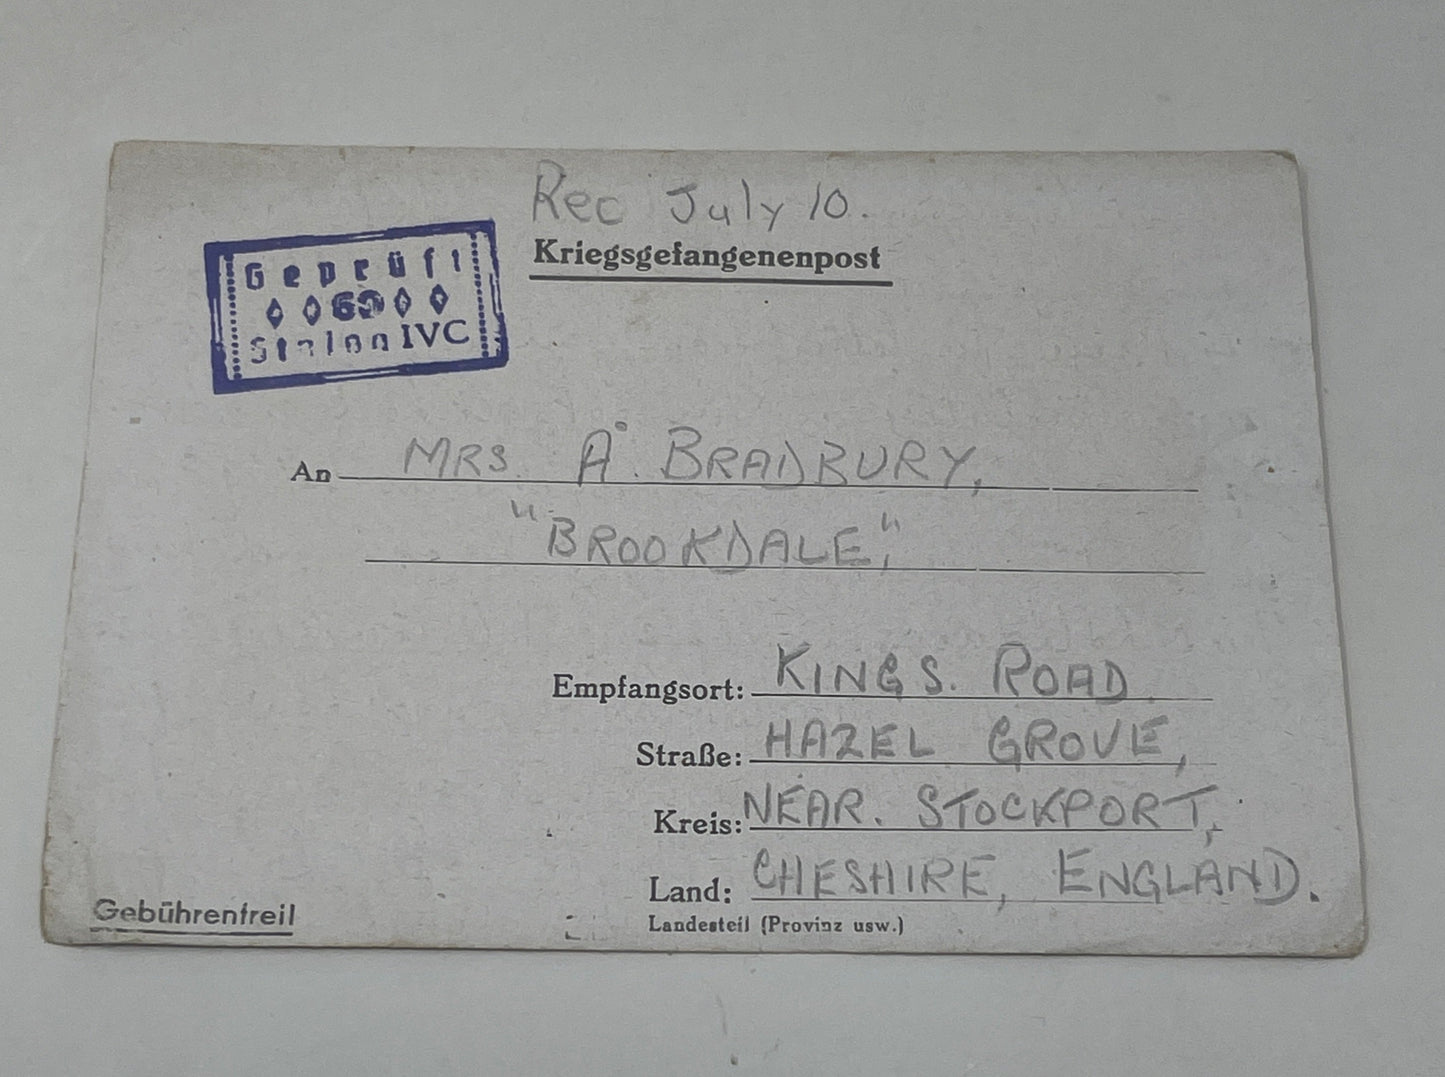 Rec July 10.
Kriegsgefangenenpost
Geprüft
Stalag IVC
An MRS. A. BRADBURY,
"BROOKDALE",
Empfangsort: KINGS. ROAD
Straße: HAZEL GROVE,
Kreis: NEAR. STOCKPORT,
Land: CHESHIRE, ENGLAND.
Landesteil (Provinz usw.)
Gebührenfrei!